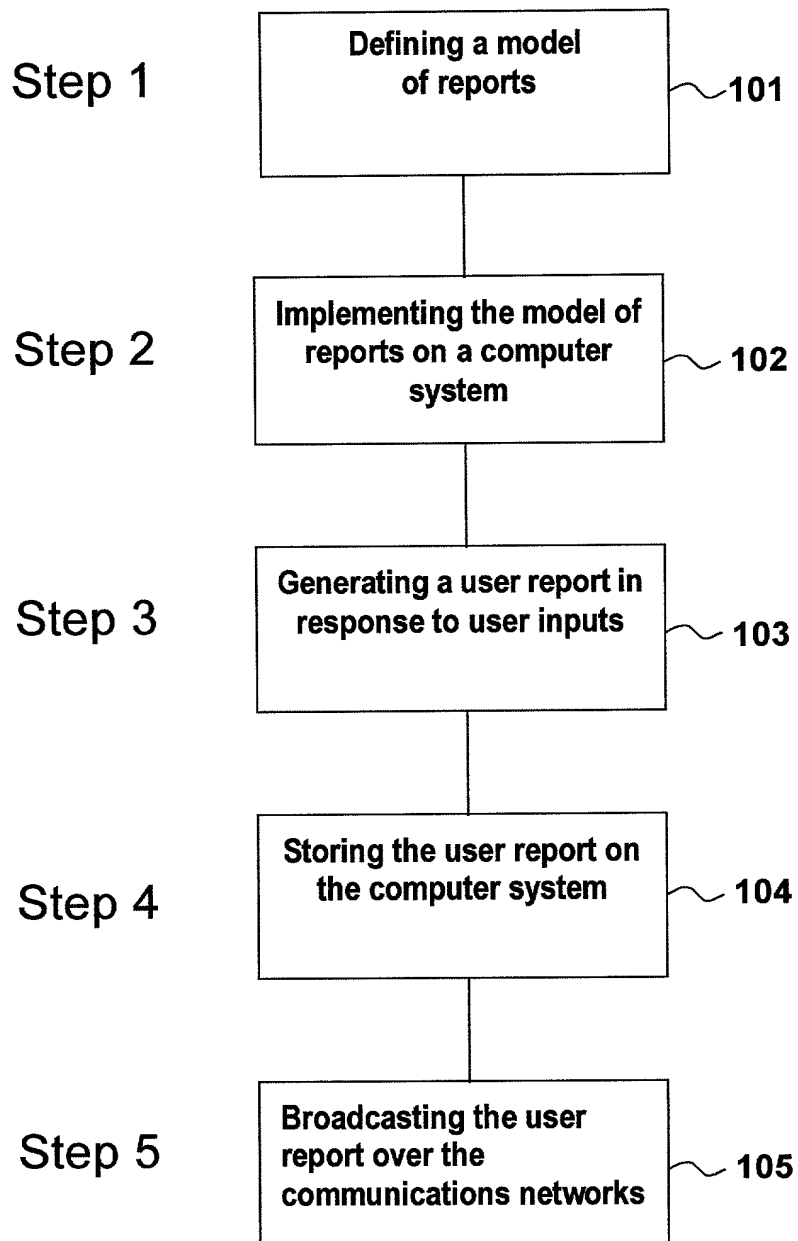 Step 1
Defining a model
of reports
101
Step 2
Implementing the model of
reports on a computer
system
102
Step 3
Generating a user report in
response to user inputs
103
Step 4
Storing the user report on
the computer system
104
Step 5
Broadcasting the user
report over the
communications networks
105